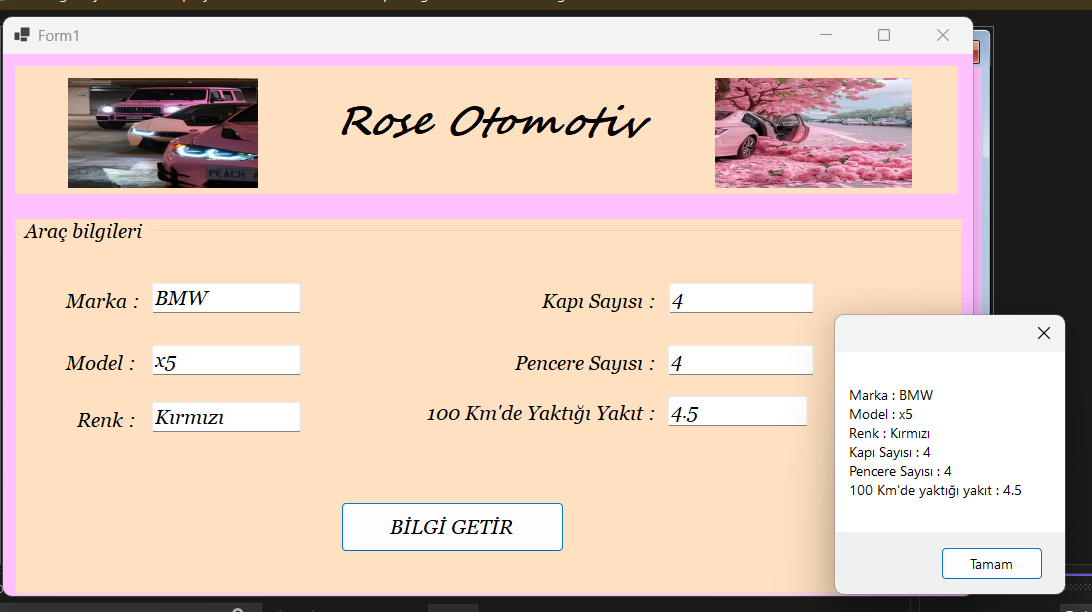 Form1
Rose Otomotiv
PEACH
Araç bilgileri
Marka : BMW
Kapı Sayısı : 4
Model : x5
Pencere Sayısı : 4
Renk : Kırmızı
100 Km'de Yaktığı Yakıt : 4.5
BİLGİ GETİR
Marka : BMW
Model : x5
Renk : Kırmızı
Kapı Sayısı : 4
Pencere Sayısı : 4
100 Km'de yaktığı yakıt : 4.5
Tamam